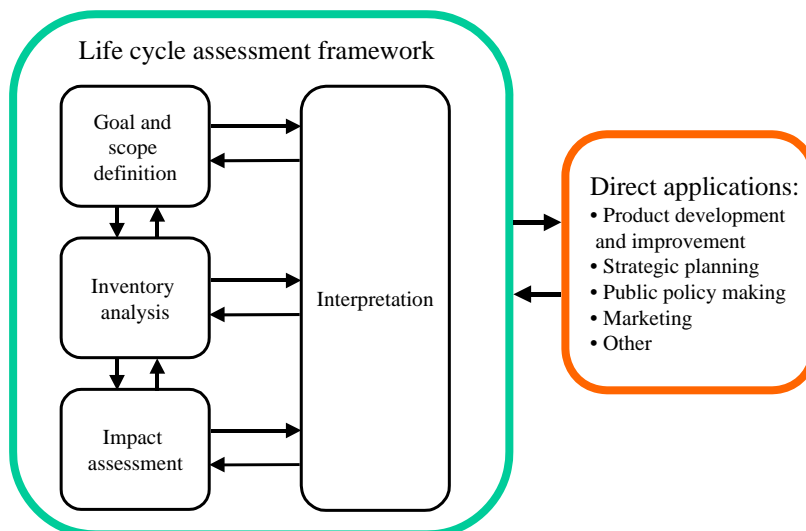 Life cycle assessment framework
Goal and
scope
definition
Inventory
analysis
Impact
assessment
Interpretation
Direct applications:
• Product development
and improvement
• Strategic planning
• Public policy making
• Marketing
• Other